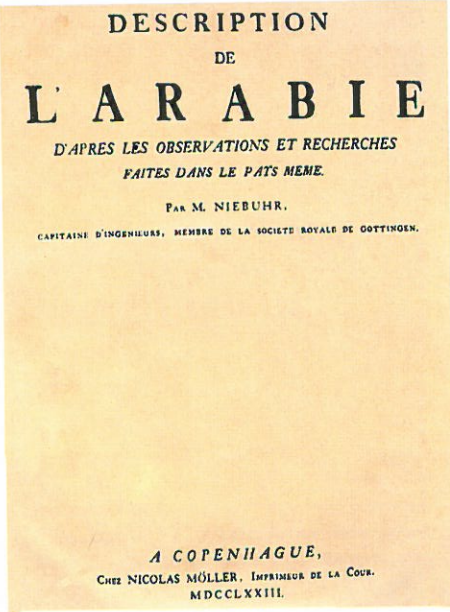 DESCRIPTION
DE
L'ARABIE
D'APRES LES OBSERVATIONS ET RECHERCHES
FAITES DANS LE PAYS MEME.
PAR M. NIEBUHR,
CAPITAINE D'INGENIEURS, MEMBRE DE LA SOCIETE ROYALE DE GOTTINGEN.
A COPENHAGUE,
CHEZ NICOLAS MÖLLER, IMPRIMEUR DE LA COUR.
MDCCLXXIII.